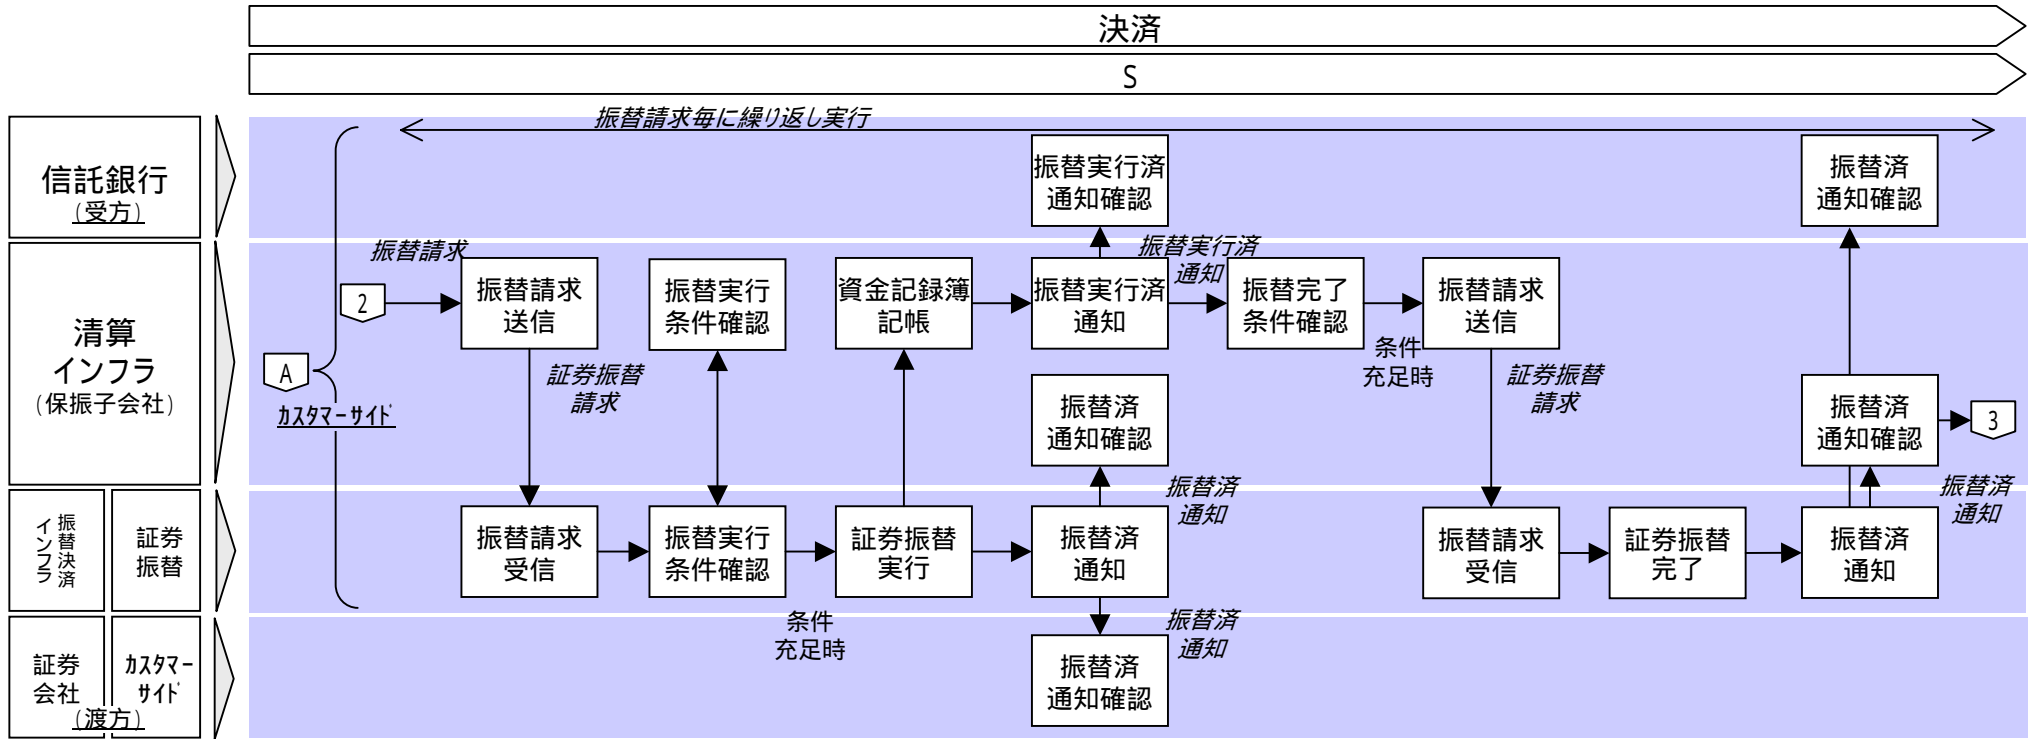 決済
S
振替請求毎に繰り返し実行
信託銀行
(受方)
振替実行済
通知確認
振替済
通知確認
清算
インフラ
(保振子会社)
A
カスタマーサイド
振替請求
2
振替請求
送信
証券振替
請求
振替実行
条件確認
資金記録簿
記帳
振替実行済
通知
振替実行済
通知
振替完了
条件確認
条件
充足時
振替請求
送信
証券振替
請求
振替済
通知確認
振替済
通知確認
3
振替済
通知
振替済
通知
振替決済
インフラ
証券
振替
振替請求
受信
振替実行
条件確認
証券振替
実行
振替済
通知
振替請求
受信
証券振替
完了
振替済
通知
条件
充足時
振替済
通知
証券
会社
カスタマー
サイド
(渡方)
振替済
通知確認